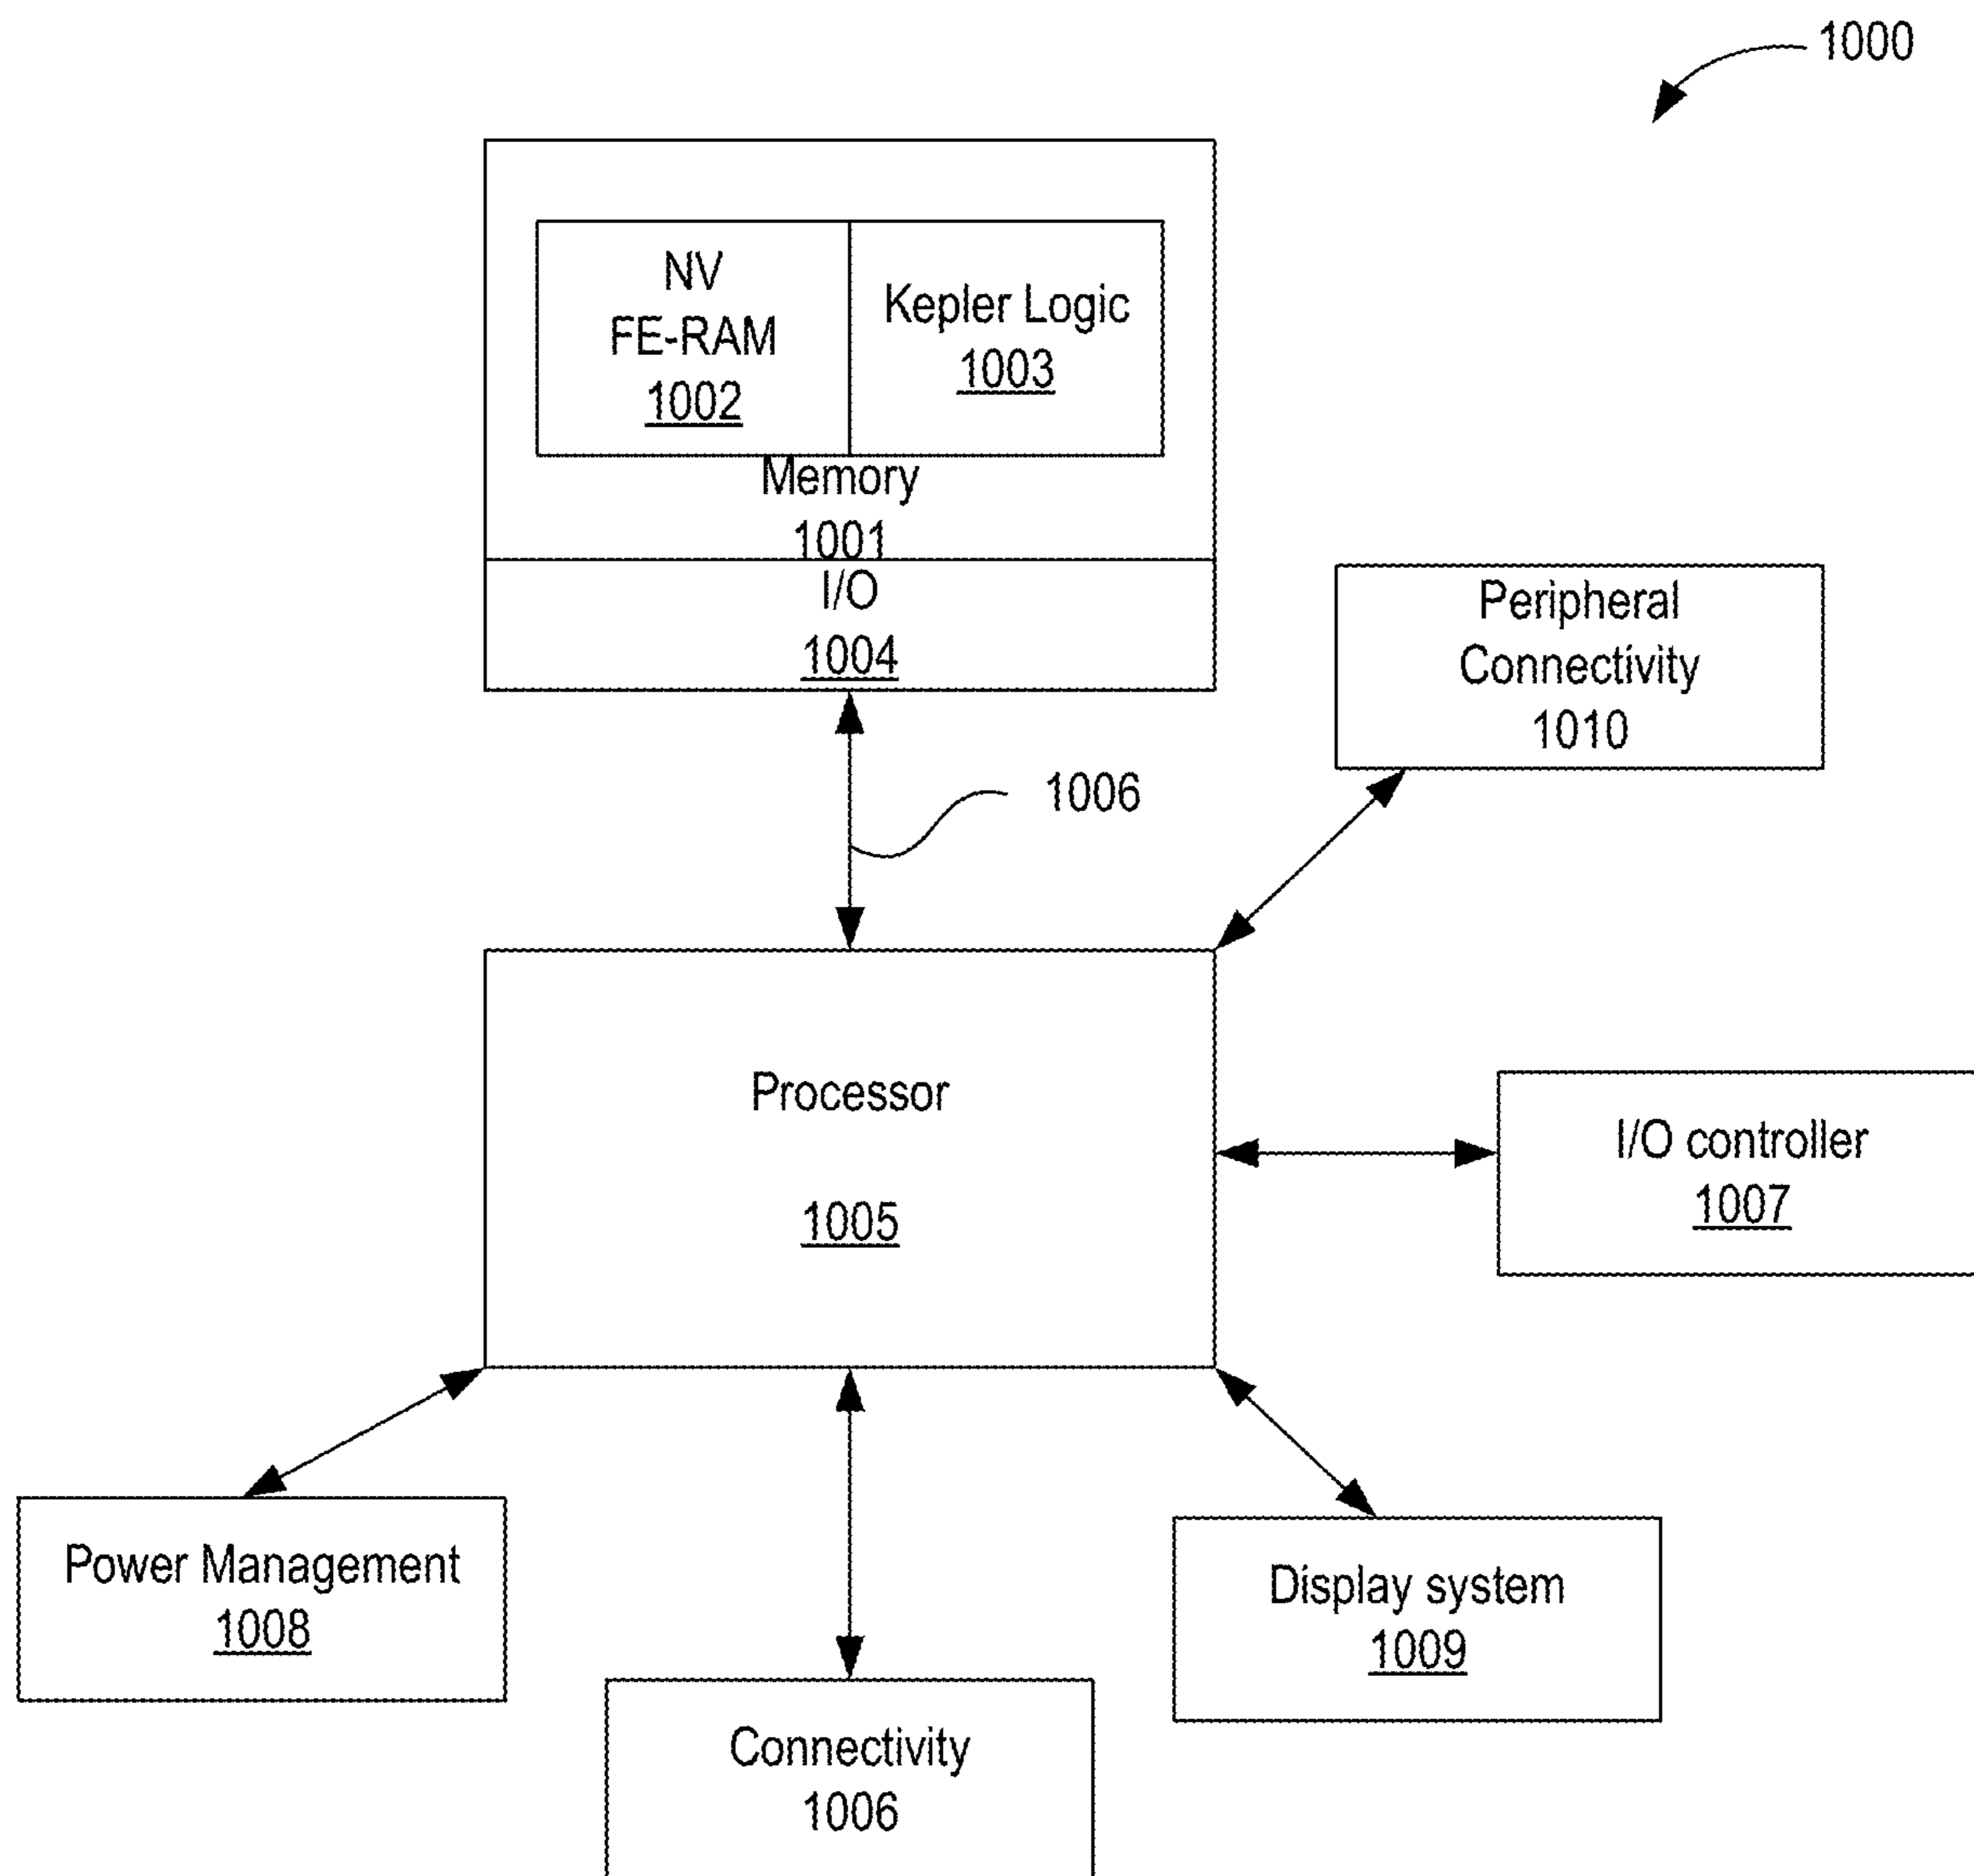 1000
NV
FE-RAM
1002
Kepler Logic
1003
Memory
1001
I/O
1004
Peripheral
Connectivity
1010
1006
Processor
1005
I/O controller
1007
Power Management
1008
Display system
1009
Connectivity
1006